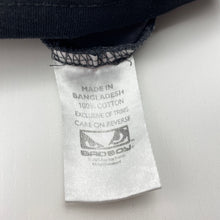 MADE IN
BANGLADESH
100% COTTON
EXCLUSIVE OF TRIMS
CARE ON REVERSE
BAD BOY